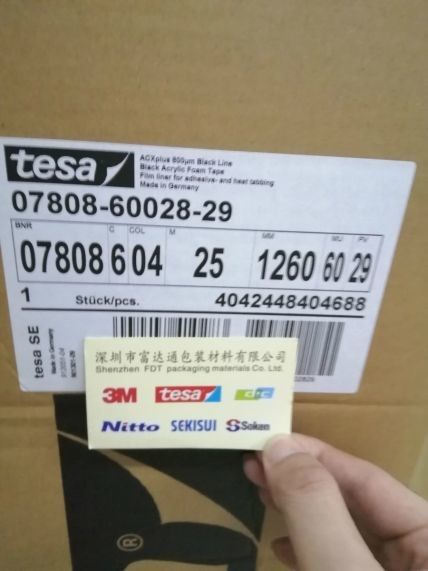 tesa
ACXplus 800µm Black Line
Black Acrylic Foam Tape
Film liner for adhesive- and heat tabbing
Made in Germany
07808-60028-29
BNR G COL M MM MU PV
07808 6 04 25 1260 60 29
1 Stück/pcs. 4042448404688
tesa SE
Made in Germany
深圳市富达通包装材料有限公司
Shenzhen FDT packaging materials Co. Ltd.
3M tesa d-c
Nitto SEKISUI Soken
®